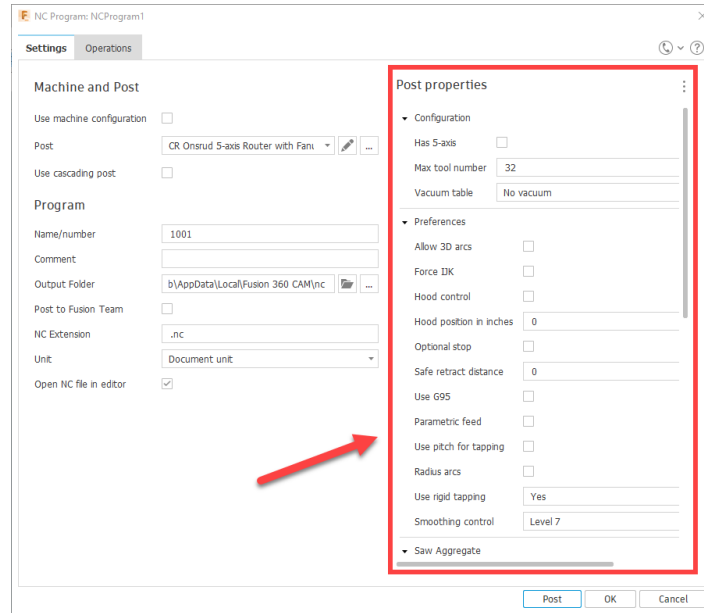 NC Program: NCProgram1
Settings
Operations
Machine and Post
Use machine configuration
Post
CR Onsrud 5-axis Router with Fanu
...
Use cascading post
Program
Name/number
1001
Comment
Output Folder
b\AppData\Local\Fusion 360 CAM\nc
...
Post to Fusion Team
NC Extension
.nc
Unit
Document unit
Open NC file in editor
Post properties
Configuration
Has 5-axis
Max tool number
32
Vacuum table
No vacuum
Preferences
Allow 3D arcs
Force IJK
Hood control
Hood position in inches
0
Optional stop
Safe retract distance
0
Use G95
Parametric feed
Use pitch for tapping
Radius arcs
Use rigid tapping
Yes
Smoothing control
Level 7
Saw Aggregate
Post
OK
Cancel